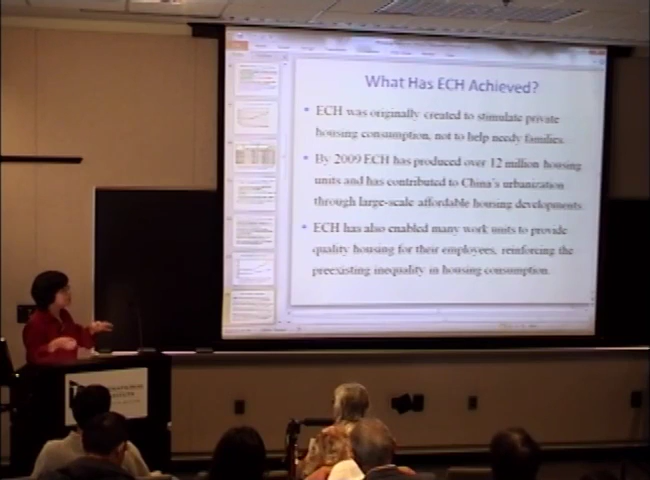 What Has ECH Achieved?
• ECH was originally created to stimulate private
housing consumption, not to help needy families.
• By 2009 ECH has produced over 12 million housing
units and has contributed to China's urbanization
through large-scale affordable housing developments.
• ECH has also enabled many work units to provide
quality housing for their employees, reinforcing the
preexisting inequality in housing consumption.